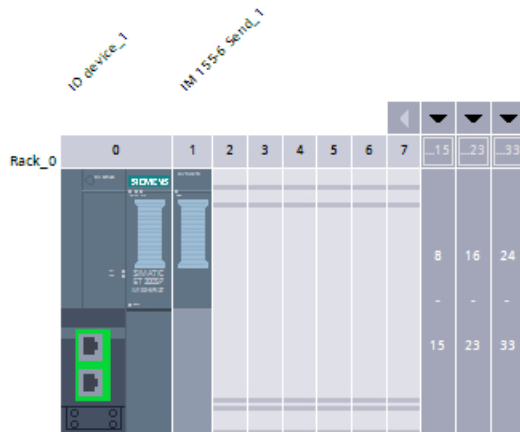 IO device_1
IM 155-6 Send_1
Rack_0
0 1 2 3 4 5 6 7 ...15 ...23 ...33
SIEMENS
SIMATIC
ET 200SP
8 16 24
- - -
15 23 33